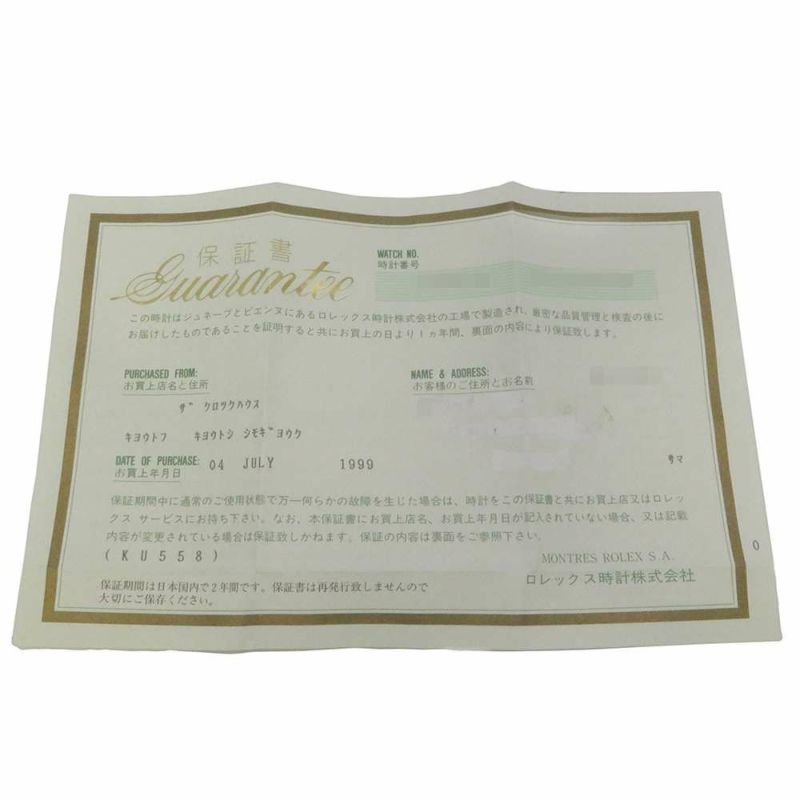 保証書
Guarantee
WATCH NO.
時計番号
この時計はジュネーブとビエンヌにあるロレックス時計株式会社の工場で製造され、厳密な品質管理と検査の後に
お届けしたものであることを証明すると共にお買上の日より1ヵ年間、裏面の内容により保証致します。
PURCHASED FROM:
お買上店名と住所
NAME & ADDRESS:
お客様のご住所とお名前
ザ クロツクハウス
キヨウトフ キヨウトシ シモギヨウク
DATE OF PURCHASE: 04 JULY 1999
お買上年月日
サマ
保証期間中に通常のご使用状態で万一何らかの故障を生じた場合は、時計をこの保証書と共にお買上店又はロレッ
クス サービスにお持ち下さい。なお、本保証書にお買上店名、お買上年月日が記入されていない場合、又は記載
内容が変更されている場合は保証致しかねます。保証の内容は裏面をご参照下さい。
(KU558)
MONTRES ROLEX S.A.
ロレックス時計株式会社
保証期間は日本国内で2年間です。保証書は再発行致しませんので
大切にご保存ください。
0